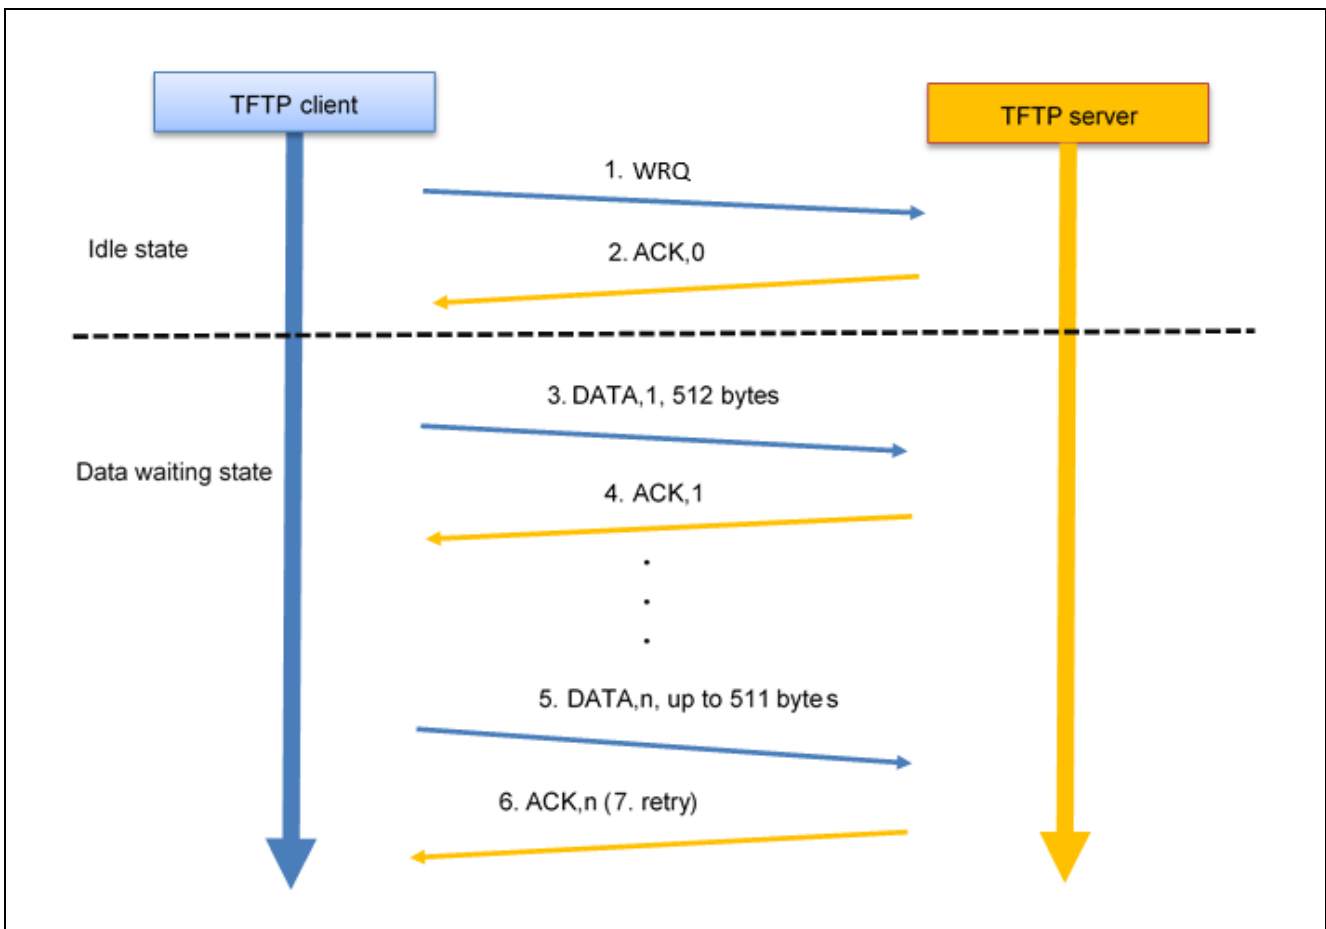 TFTP client
TFTP server
1. WRQ
Idle state
2. ACK,0
3. DATA,1, 512 bytes
Data waiting state
4. ACK,1
5. DATA,n, up to 511 bytes
6. ACK,n (7. retry)